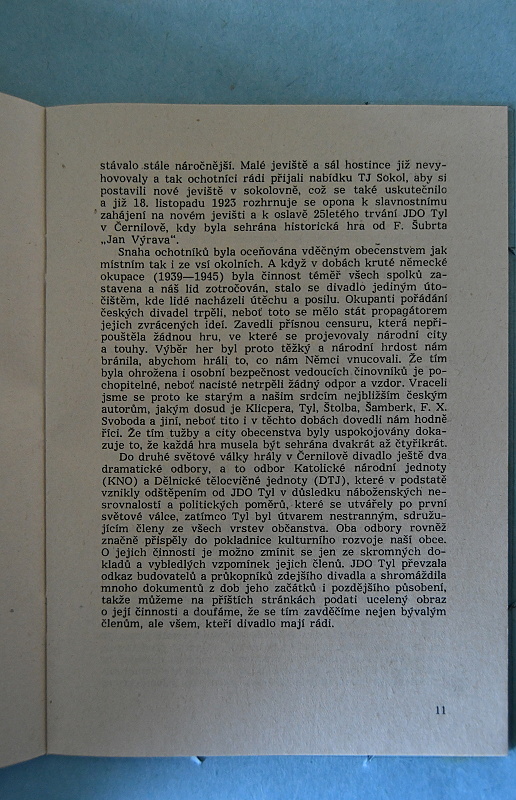 stávalo stále náročnější. Malé jeviště a sál hostince již nevy-
hovovaly a tak ochotníci rádi přijali nabídku TJ Sokol, aby si
postavili nové jeviště v sokolovně, což se také uskutečnilo
a již 18. listopadu 1923 rozhrnuje se opona k slavnostnímu
zahájení na novém jevišti a k oslavě 25letého trvání JDO Tyl
v Černilově, kdy byla sehrána historická hra od F. Šubrta
„Jan Výrava“.
Snaha ochotníků byla oceňována vděčným obecenstvem jak
místním tak i ze vsí okolních. A když v dobách kruté německé
okupace (1939—1945) byla činnost téměř všech spolků za-
stavena a náš lid zotročován, stalo se divadlo jediným úto-
čištěm, kde lidé nacházeli útěchu a posilu. Okupanti pořádání
českých divadel trpěli, neboť toto se mělo stát propagátorem
jejich zvrácených ideí. Zavedli přísnou censuru, která nepři-
pouštěla žádnou hru, ve které se projevovaly národní city
a touhy. Výběr her byl proto těžký a národní hrdost nám
bránila, abychom hráli to, co nám Němci vnucovali. Že tím
byla ohrožena i osobní bezpečnost vedoucích činovníků je po-
chopitelné, neboť nacisté netrpěli žádný odpor a vzdor. Vraceli
jsme se proto ke starým a našim srdcím nejbližším českým
autorům, jakým dosud je Klicpera, Tyl, Štolba, Šamberk, F. X.
Svoboda a jiní, neboť tito i v těchto dobách dovedli nám hodně
říci. Že tím tužby a city obecenstva byly uspokojovány doka-
zuje to, že každá hra musela být sehrána dvakrát až čtyřikrát.
Do druhé světové války hrály v Černilově divadlo ještě dva
dramatické odbory, a to odbor Katolické národní jednoty
(KNO) a Dělnické tělocvičné jednoty (DTJ), které v podstatě
vznikly odštěpením od JDO Tyl v důsledku náboženských ne-
srovnalostí a politických poměrů, které se utvářely po první
světové válce, zatímco Tyl byl útvarem nestranným, sdružu-
jícím členy ze všech vrstev občanstva. Oba odbory rovněž
značně přispěly do pokladnice kulturního rozvoje naší obce.
O jejich činnosti je možno zmínit se jen ze skromných do-
kladů a vybledlých vzpomínek jejich členů. JDO Tyl převzala
odkaz budovatelů a průkopníků zdejšího divadla a shromáždila
mnoho dokumentů z dob jeho začátků i pozdějšího působení,
takže můžeme na příštích stránkách podati ucelený obraz
o její činnosti a doufáme, že se tím zavděčíme nejen bývalým
členům, ale všem, kteří divadlo mají rádi.
11